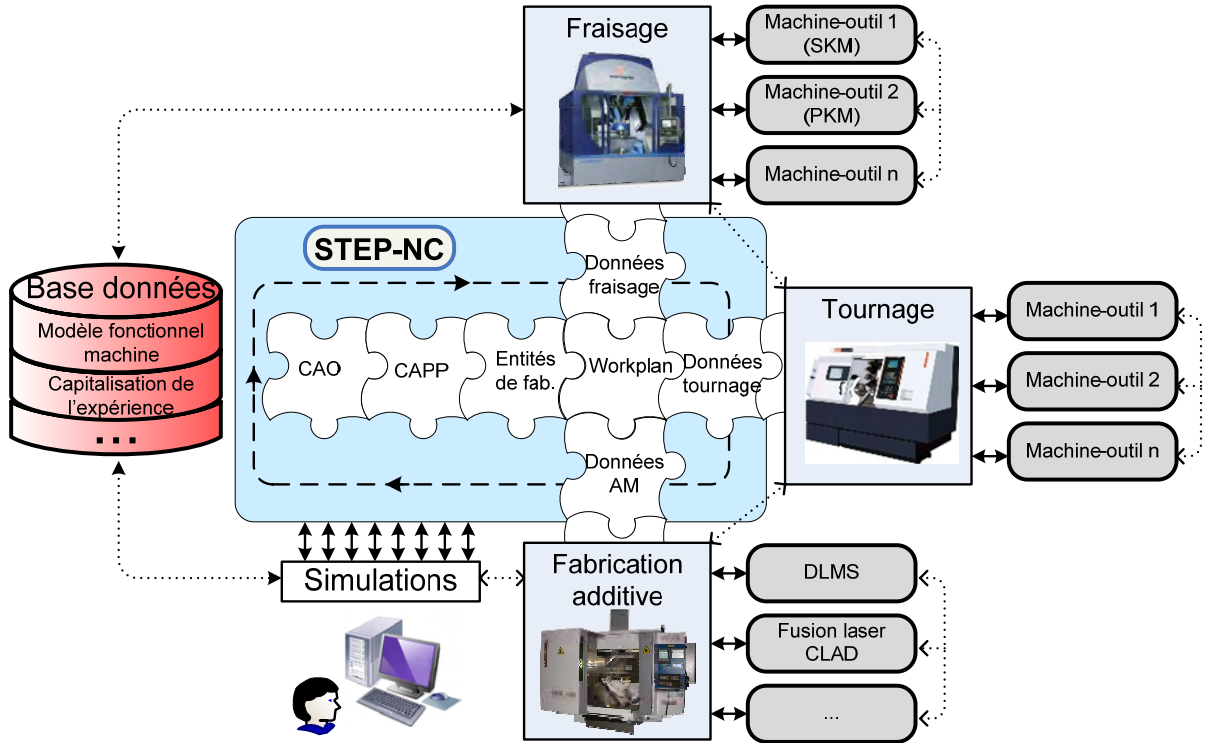 Fraisage
Machine-outil 1
(SKM)
Machine-outil 2
(PKM)
Machine-outil n
STEP-NC
Données
fraisage
Base données
Modèle fonctionnel
machine
Capitalisation de
l'expérience
...
CAO
CAPP
Entités
de fab.
Workplan
Données
tournage
Tournage
Machine-outil 1
Machine-outil 2
Machine-outil n
Données
AM
Simulations
Fabrication
additive
DLMS
Fusion laser
CLAD
...